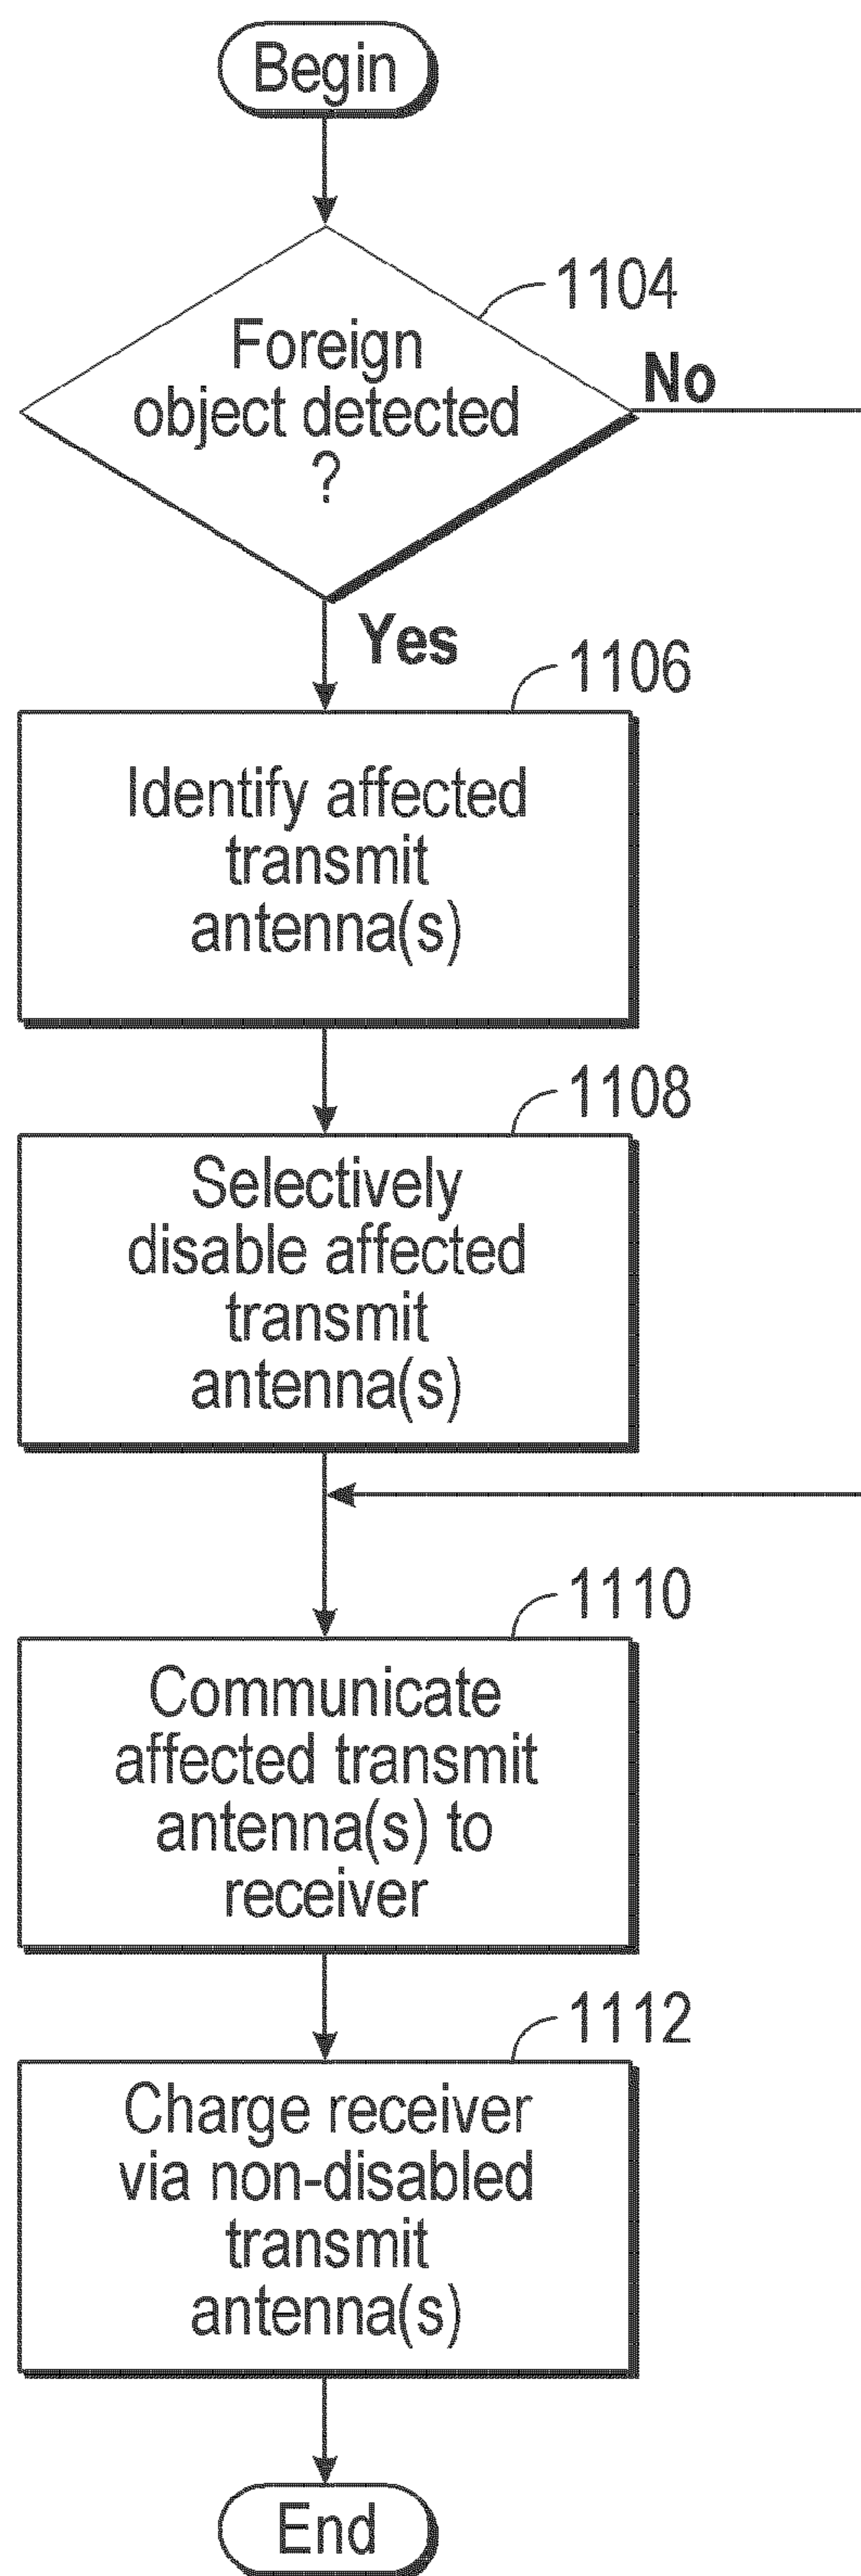 Begin
1104
Foreign
object detected
?
No
Yes
1106
Identify affected
transmit
antenna(s)
1108
Selectively
disable affected
transmit
antenna(s)
1110
Communicate
affected transmit
antenna(s) to
receiver
1112
Charge receiver
via non-disabled
transmit
antenna(s)
End